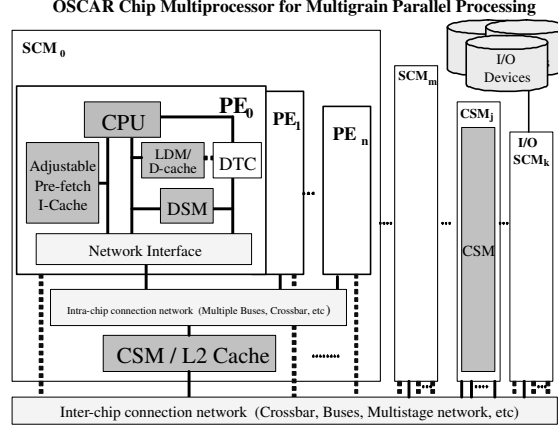 OSCAR Chip Multiprocessor for Multigrain Parallel Processing
SCM0
I/O
Devices
SCMm
CSMj
I/O
SCMk
PE0
PE1
PE n
CPU
LDM/
D-cache
DTC
Adjustable
Pre-fetch
I-Cache
DSM
Network Interface
CSM
Intra-chip connection network (Multiple Buses, Crossbar, etc)
CSM / L2 Cache
Inter-chip connection network (Crossbar, Buses, Multistage network, etc)